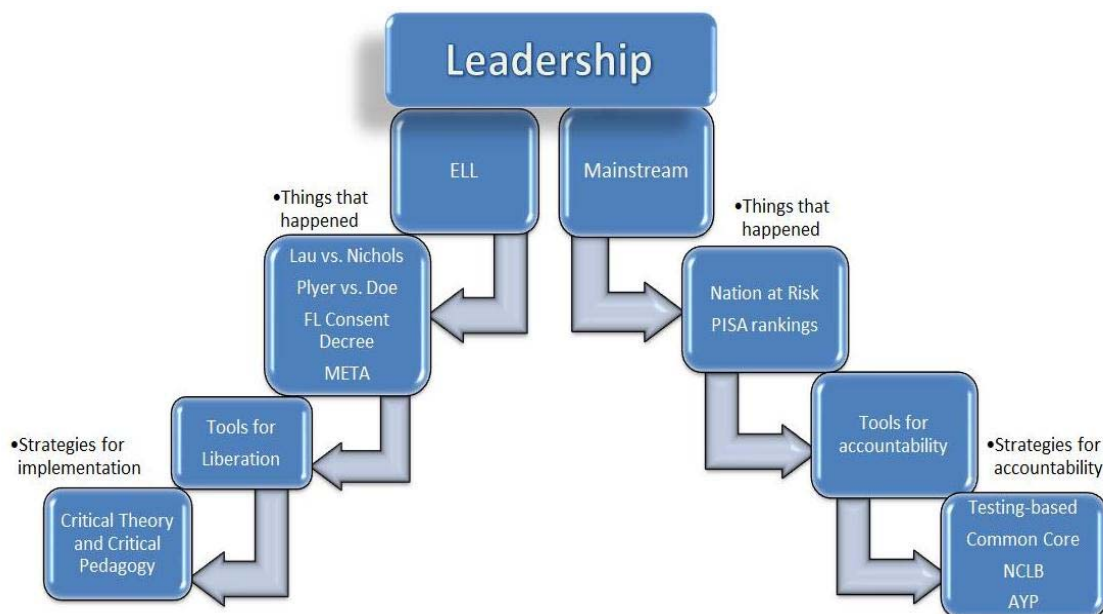 Leadership
ELL
Mainstream
•Things that
happened
Lau vs. Nichols
Plyer vs. Doe
FL Consent
Decree
META
Tools for
Liberation
•Strategies for
implementation
Critical Theory
and Critical
Pedagogy
•Things that
happened
Nation at Risk
PISA rankings
Tools for
accountability
•Strategies for
accountability
Testing-based
Common Core
NCLB
AYP